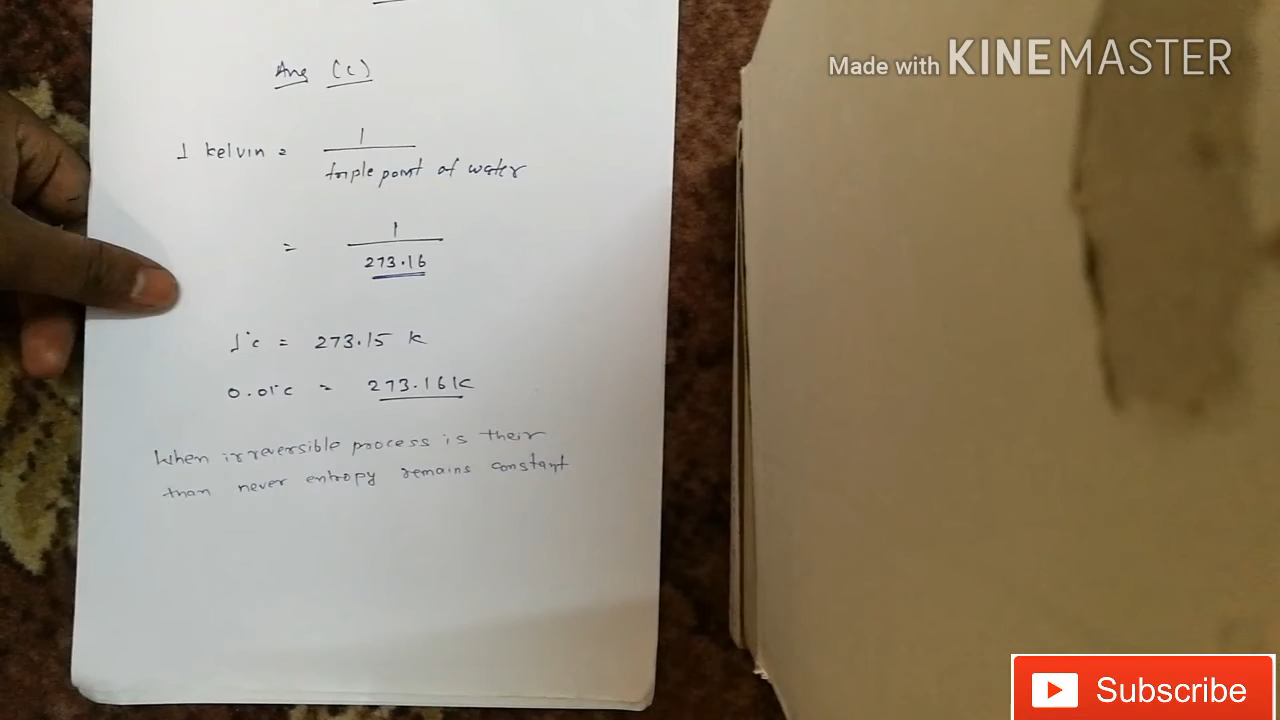 Made with KINEMASTER
Ans (c)
1 kelvin = 1
triple point of water
= 1
273.16
1°c = 273.15 k
0.01°c = 273.16 K
When irreversible process is their
than never entropy remains constant
Subscribe